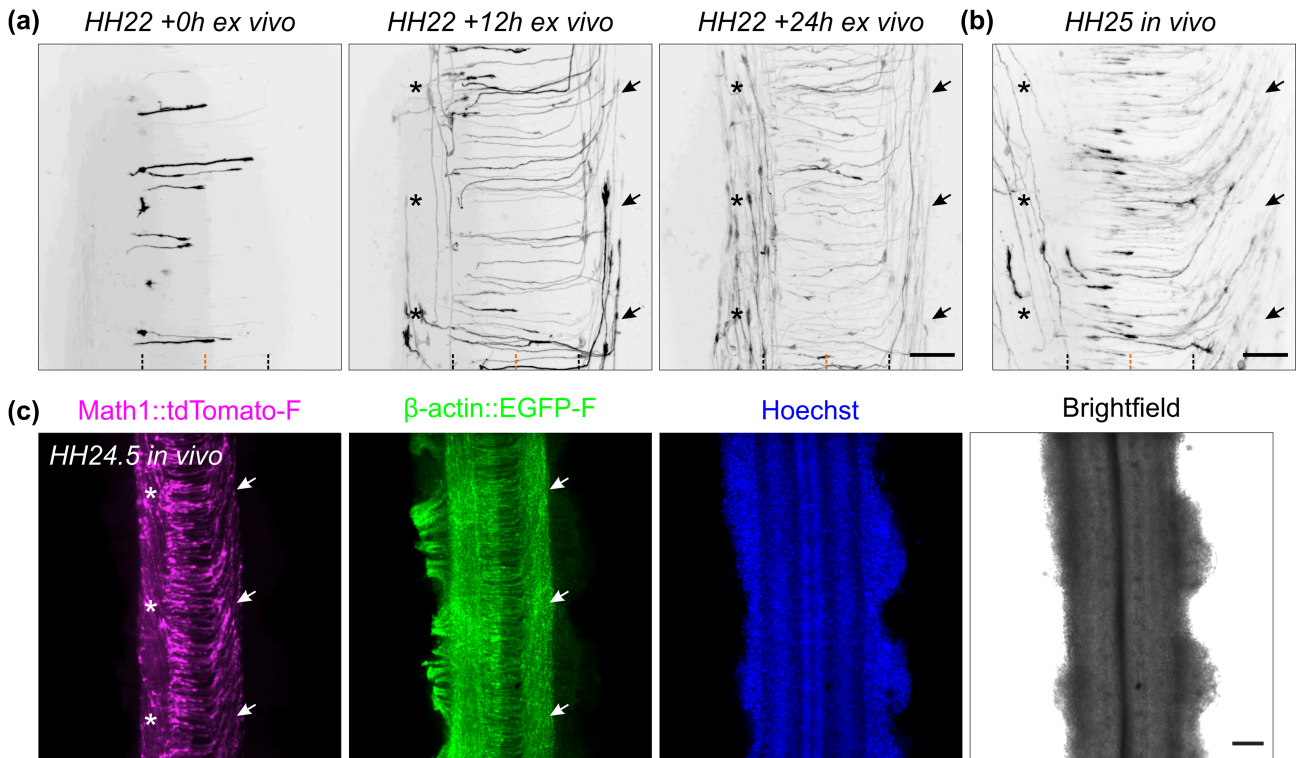 (a) HH22 +0h ex vivo HH22 +12h ex vivo HH22 +24h ex vivo (b) HH25 in vivo
* * *
* * *
* * *
(c) Math1::tdTomato-F β-actin::EGFP-F Hoechst Brightfield
HH24.5 in vivo
*
*
*